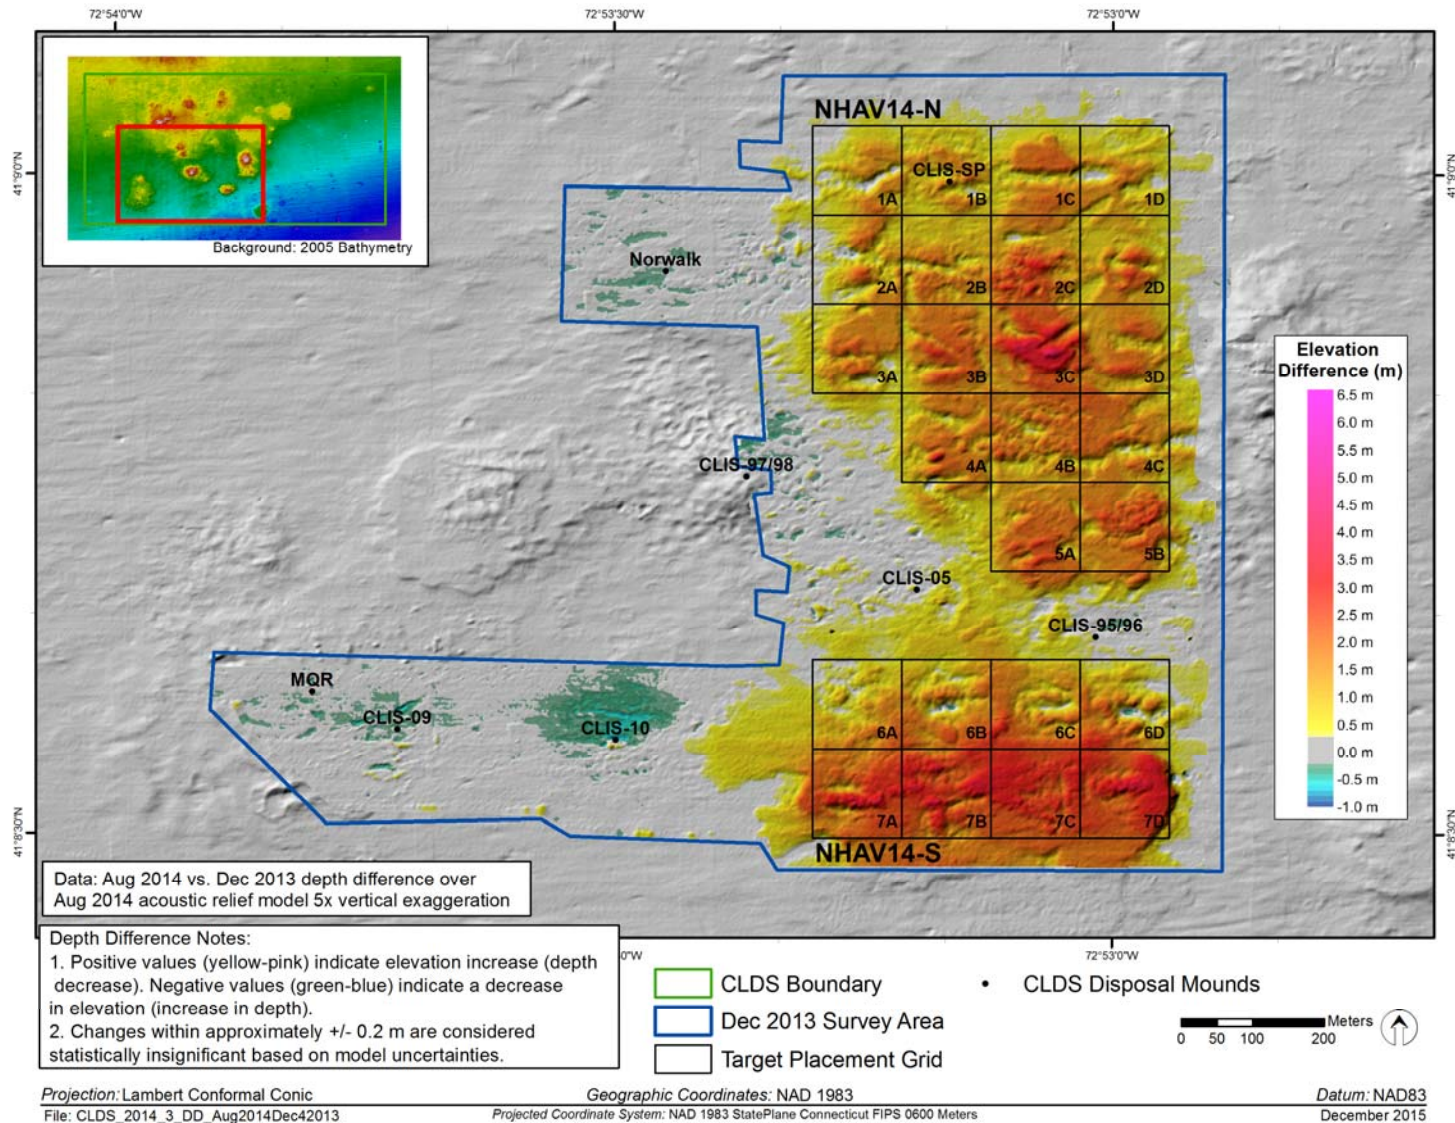 72°54'0"W
72°53'30"W
72°53'0"W
Background: 2005 Bathymetry
41°9'0"N
41°9'0"N
NHAV14-N
CLIS-SP
1A
1B
1C
1D
Norwalk
2A
2B
2C
2D
3A
3B
3C
3D
CLIS-97/98
4A
4B
4C
5A
5B
CLIS-05
CLIS-95/96
MQR
CLIS-09
CLIS-10
6A
6B
6C
6D
7A
7B
7C
7D
NHAV14-S
41°8'30"N
41°8'30"N
Elevation
Difference (m)
6.5 m
6.0 m
5.5 m
5.0 m
4.5 m
4.0 m
3.5 m
3.0 m
2.5 m
2.0 m
1.5 m
1.0 m
0.5 m
0.0 m
-0.5 m
-1.0 m
Data: Aug 2014 vs. Dec 2013 depth difference over
Aug 2014 acoustic relief model 5x vertical exaggeration
Depth Difference Notes:
1. Positive values (yellow-pink) indicate elevation increase (depth
decrease). Negative values (green-blue) indicate a decrease
in elevation (increase in depth).
2. Changes within approximately +/- 0.2 m are considered
statistically insignificant based on model uncertainties.
0"W
72°53'0"W
CLDS Boundary
CLDS Disposal Mounds
Dec 2013 Survey Area
Target Placement Grid
Meters
0 50 100 200
Projection: Lambert Conformal Conic
Geographic Coordinates: NAD 1983
Datum: NAD83
File: CLDS_2014_3_DD_Aug2014Dec42013
Projected Coordinate System: NAD 1983 StatePlane Connecticut FIPS 0600 Meters
December 2015